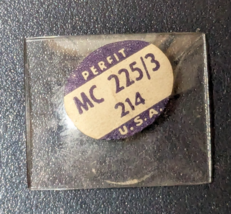 PERFIT
MC 225/3
214
U.S.A.